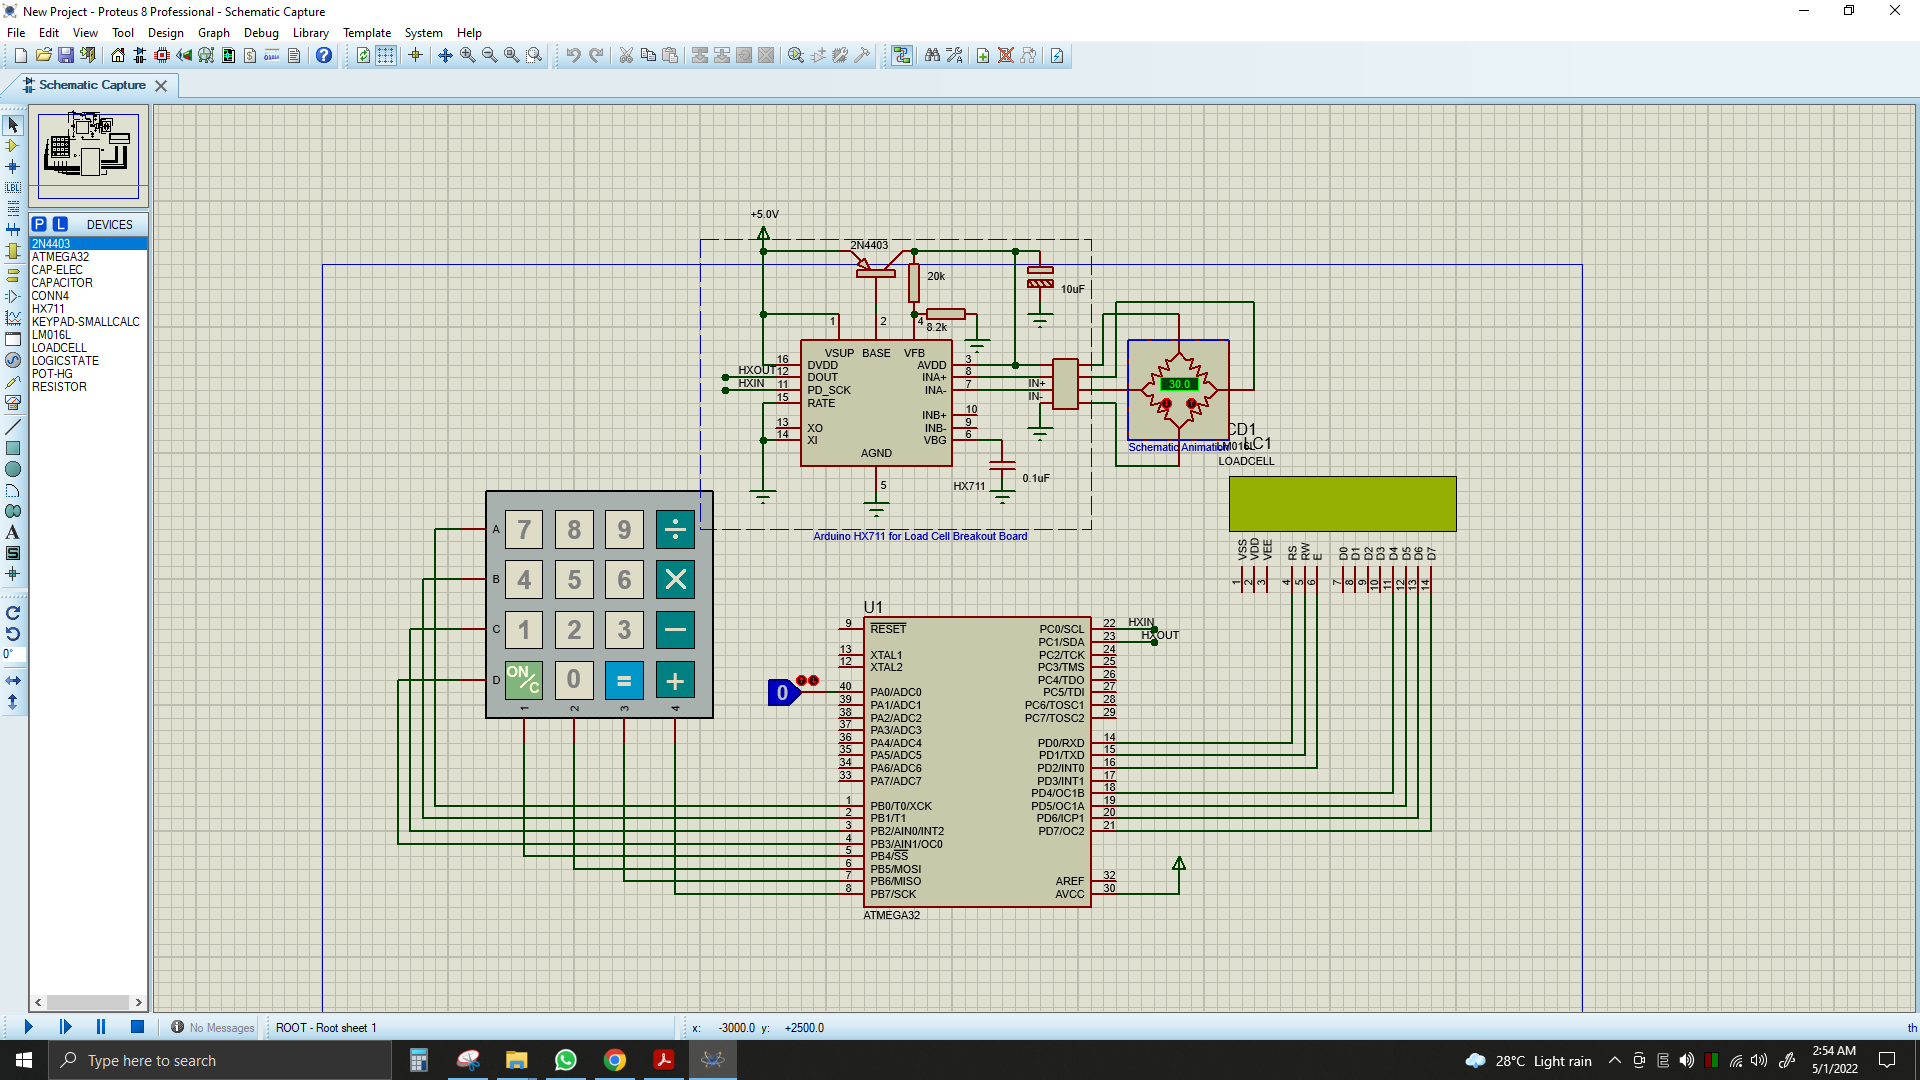 New Project - Proteus 8 Professional - Schematic Capture
File Edit View Tool Design Graph Debug Library Template System Help
Schematic Capture
P L DEVICES
2N4403
ATMEGA32
CAP-ELEC
CAPACITOR
CONN4
HX711
KEYPAD-SMALLCALC
LM016L
LOADCELL
LOGICSTATE
POT-HG
RESISTOR
LBL
A
S
0°
+5.0V
2N4403
20k
10uF
8.2k
1 2 4
VSUP BASE VFB
HXOUT
HXIN
16 DVDD
12 DOUT
11 PD_SCK
15 RATE
13 XO
14 XI
AVDD 3
INA+ 8
INA- 7
INB+ 10
INB- 9
VBG 6
AGND
5
HX711
0.1uF
IN+
IN-
30.0
Schematic Animation
Arduino HX711 for Load Cell Breakout Board
CD1
LM016L
LC1
LOADCELL
VSS VDD VEE RS RW E D0 D1 D2 D3 D4 D5 D6 D7
1 2 3 4 5 6 7 8 9 10 11 12 13 14
A 7 8 9 ÷
B 4 5 6 ×
C 1 2 3 −
D ON/C 0 = +
1 2 3 4
0
U1
9 RESET
13 XTAL1
12 XTAL2
40 PA0/ADC0
39 PA1/ADC1
38 PA2/ADC2
37 PA3/ADC3
36 PA4/ADC4
35 PA5/ADC5
34 PA6/ADC6
33 PA7/ADC7
1 PB0/T0/XCK
2 PB1/T1
3 PB2/AIN0/INT2
4 PB3/AIN1/OC0
5 PB4/SS
6 PB5/MOSI
7 PB6/MISO
8 PB7/SCK
PC0/SCL 22 HXIN
PC1/SDA 23 HXOUT
PC2/TCK 24
PC3/TMS 25
PC4/TDO 26
PC5/TDI 27
PC6/TOSC1 28
PC7/TOSC2 29
PD0/RXD 14
PD1/TXD 15
PD2/INT0 16
PD3/INT1 17
PD4/OC1B 18
PD5/OC1A 19
PD6/ICP1 20
PD7/OC2 21
AREF 32
AVCC 30
ATMEGA32
No Messages
ROOT - Root sheet 1
x: -3000.0 y: +2500.0
th
Type here to search
28°C Light rain
2:54 AM
5/1/2022